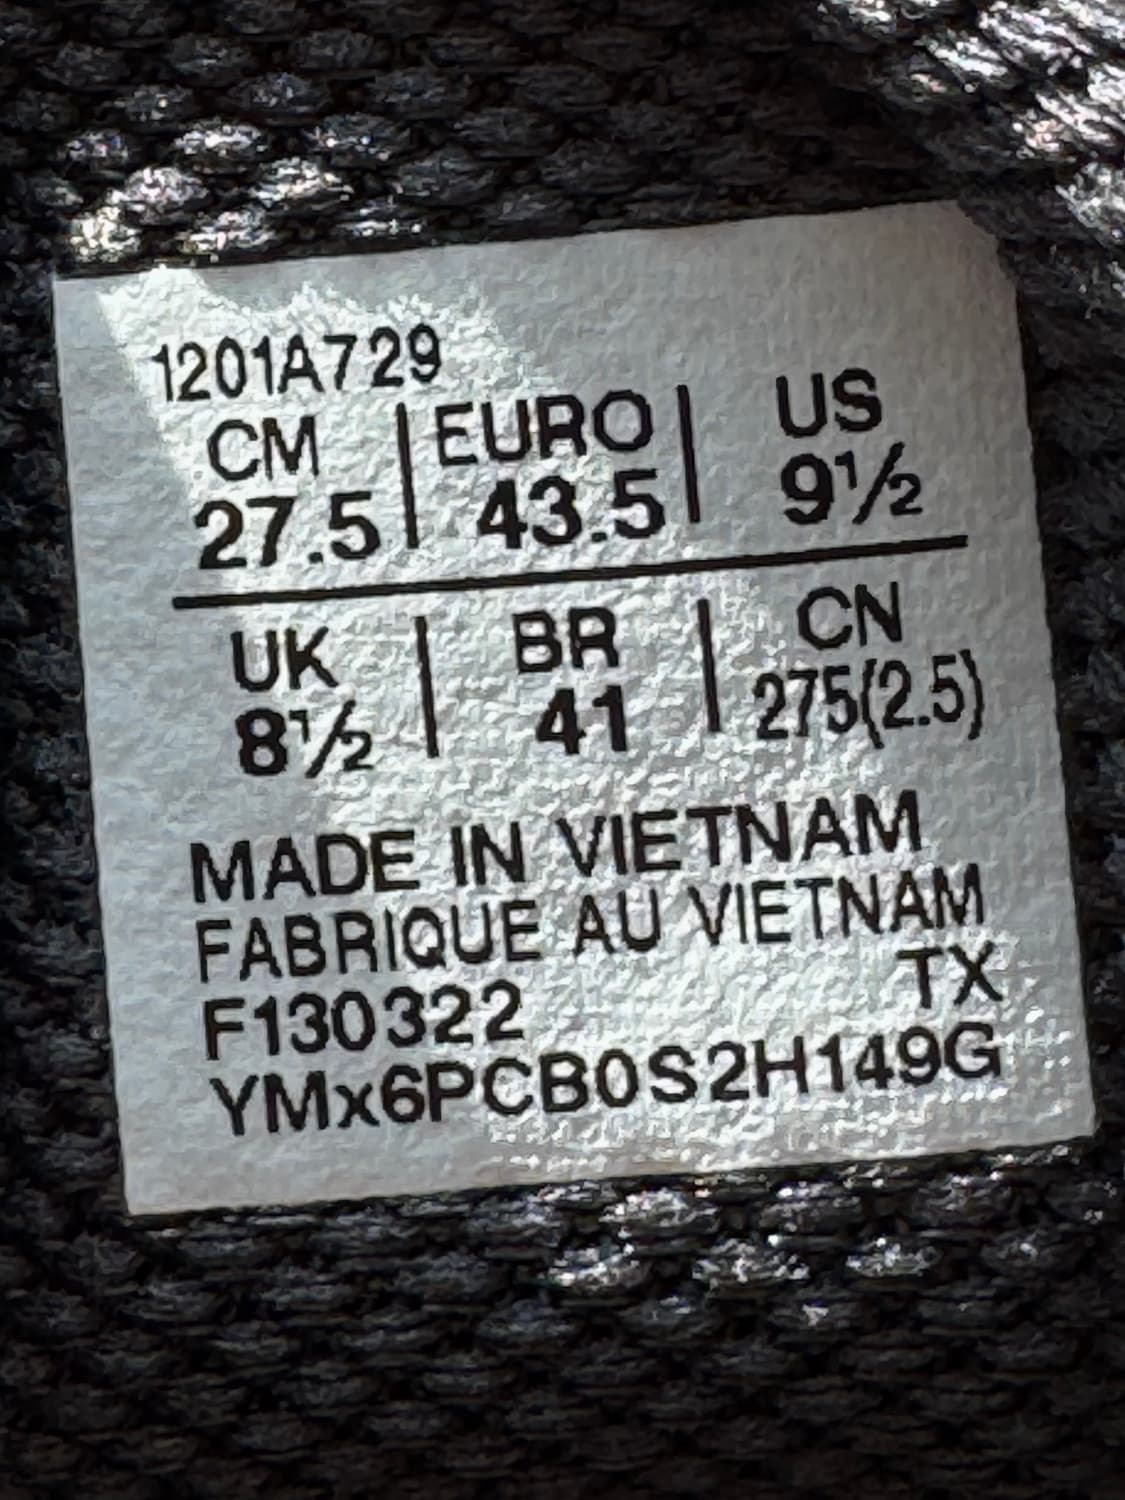 1201A729
CM | EURO | US
27.5 | 43.5 | 9½
UK | BR | CN
8½ | 41 | 275(2.5)
MADE IN VIETNAM
FABRIQUE AU VIETNAM
F130322 TX
YMx6PCB0S2H149G